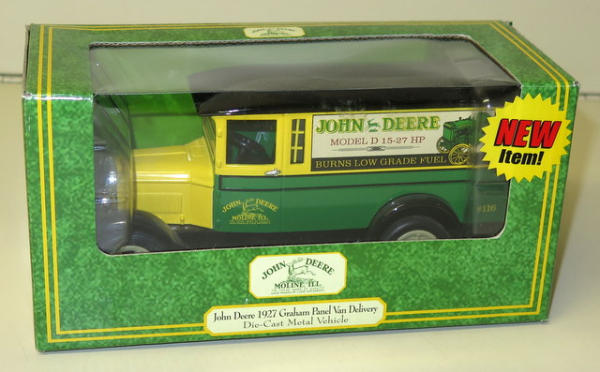 JOHN DEERE
MODEL D 15-27 HP
BURNS LOW GRADE FUEL
NEW
Item!
JOHN DEERE
MOLINE, ILL.
#116
JOHN DEERE
MOLINE, ILL.
John Deere 1927 Graham Panel Van Delivery
Die-Cast Metal Vehicle